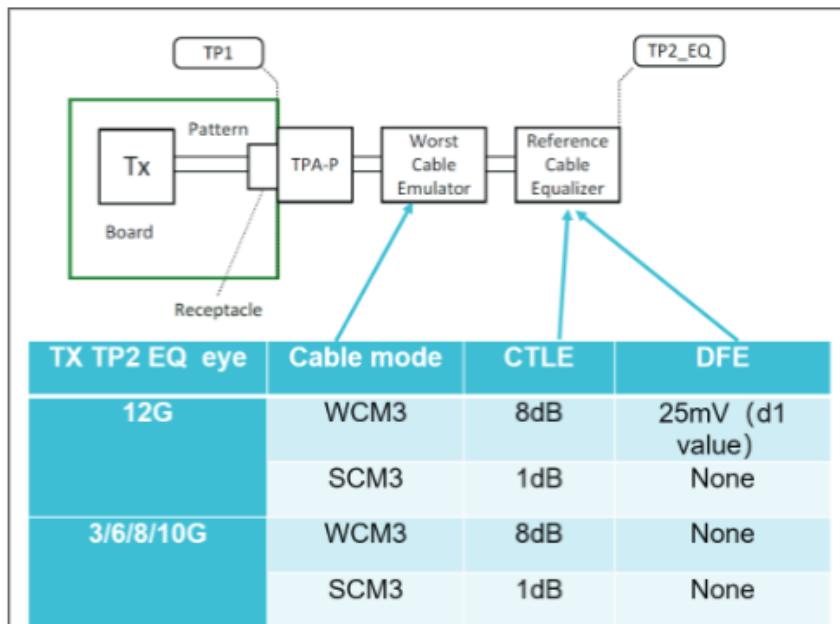 TP1
TP2_EQ
Pattern
Tx
TPA-P
Worst
Cable
Emulator
Reference
Cable
Equalizer
Board
Receptacle
TX TP2 EQ eye Cable mode CTLE DFE
12G WCM3 8dB 25mV（d1
value）
SCM3 1dB None
3/6/8/10G WCM3 8dB None
SCM3 1dB None